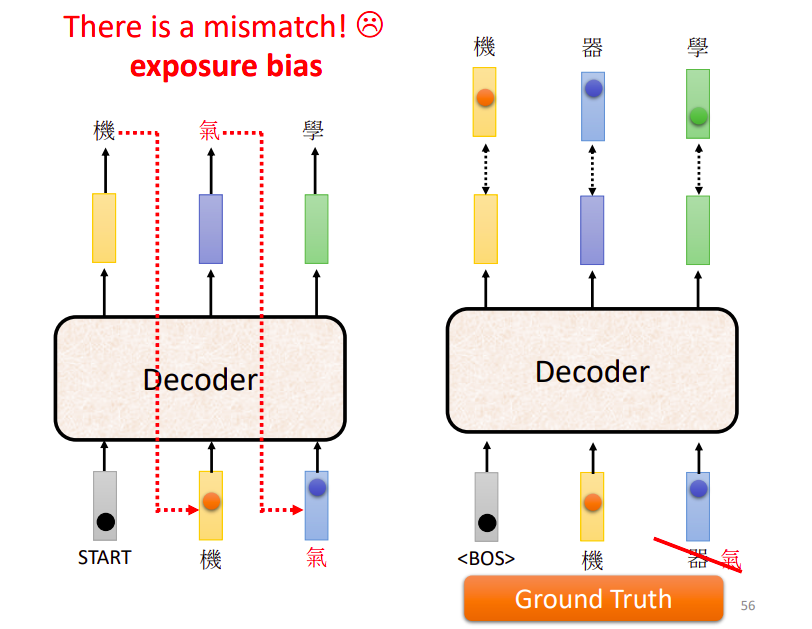 There is a mismatch! ☹
exposure bias
機 氣 學
Decoder
START 機 氣
機 器 學
Decoder
<BOS> 機 器 氣
Ground Truth
56